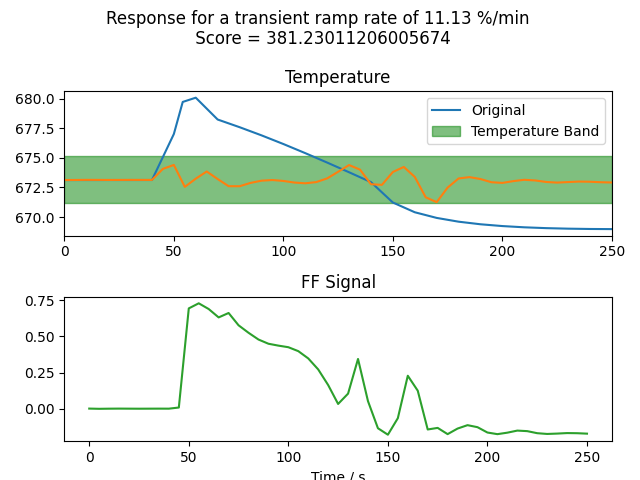 Response for a transient ramp rate of 11.13 %/min
Score = 381.23011206005674
Temperature
680.0
677.5
675.0
672.5
670.0
Original
Temperature Band
0 50 100 150 200 250
FF Signal
0.75
0.50
0.25
0.00
0 50 100 150 200 250
Time / s